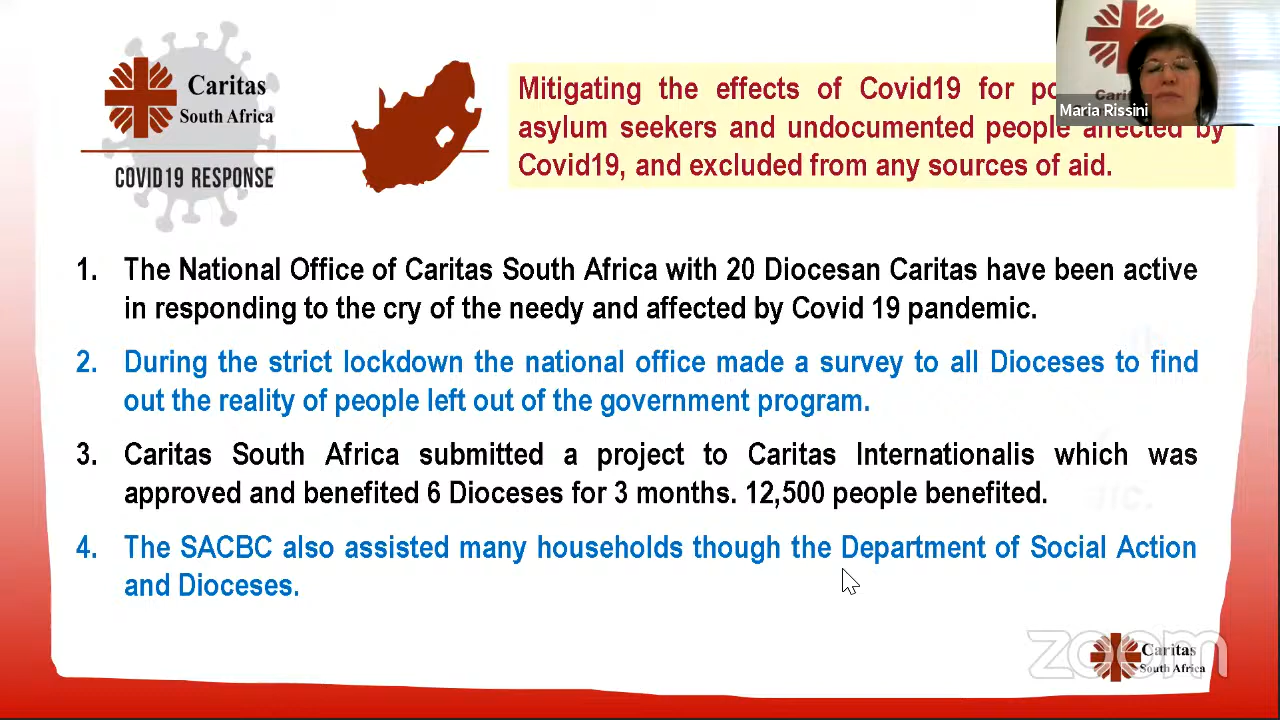 Caritas
South Africa
COVID19 RESPONSE
Mitigating the effects of Covid19 for
asylum seekers and undocumented people affected by
Covid19, and excluded from any sources of aid.
Maria Rissini
1. The National Office of Caritas South Africa with 20 Diocesan Caritas have been active
in responding to the cry of the needy and affected by Covid 19 pandemic.
2. During the strict lockdown the national office made a survey to all Dioceses to find
out the reality of people left out of the government program.
3. Caritas South Africa submitted a project to Caritas Internationalis which was
approved and benefited 6 Dioceses for 3 months. 12,500 people benefited.
4. The SACBC also assisted many households though the Department of Social Action
and Dioceses.
zoom
Caritas
South Africa